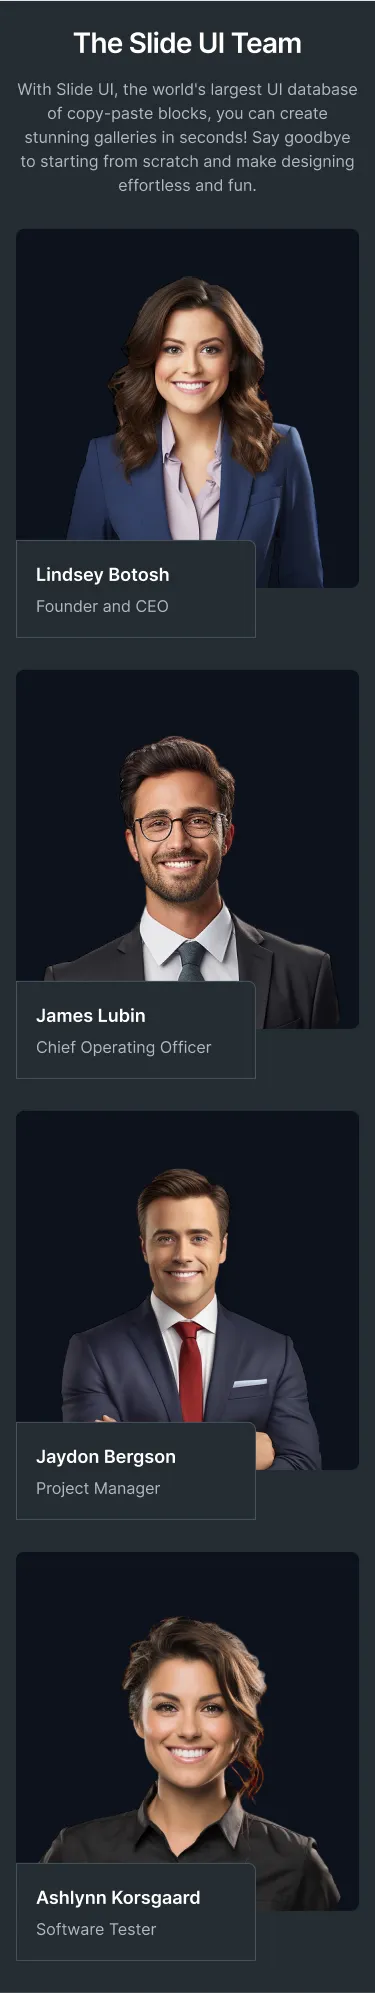 The Slide UI Team
With Slide UI, the world's largest UI database
of copy-paste blocks, you can create
stunning galleries in seconds! Say goodbye
to starting from scratch and make designing
effortless and fun.
Lindsey Botosh
Founder and CEO
James Lubin
Chief Operating Officer
Jaydon Bergson
Project Manager
Ashlynn Korsgaard
Software Tester